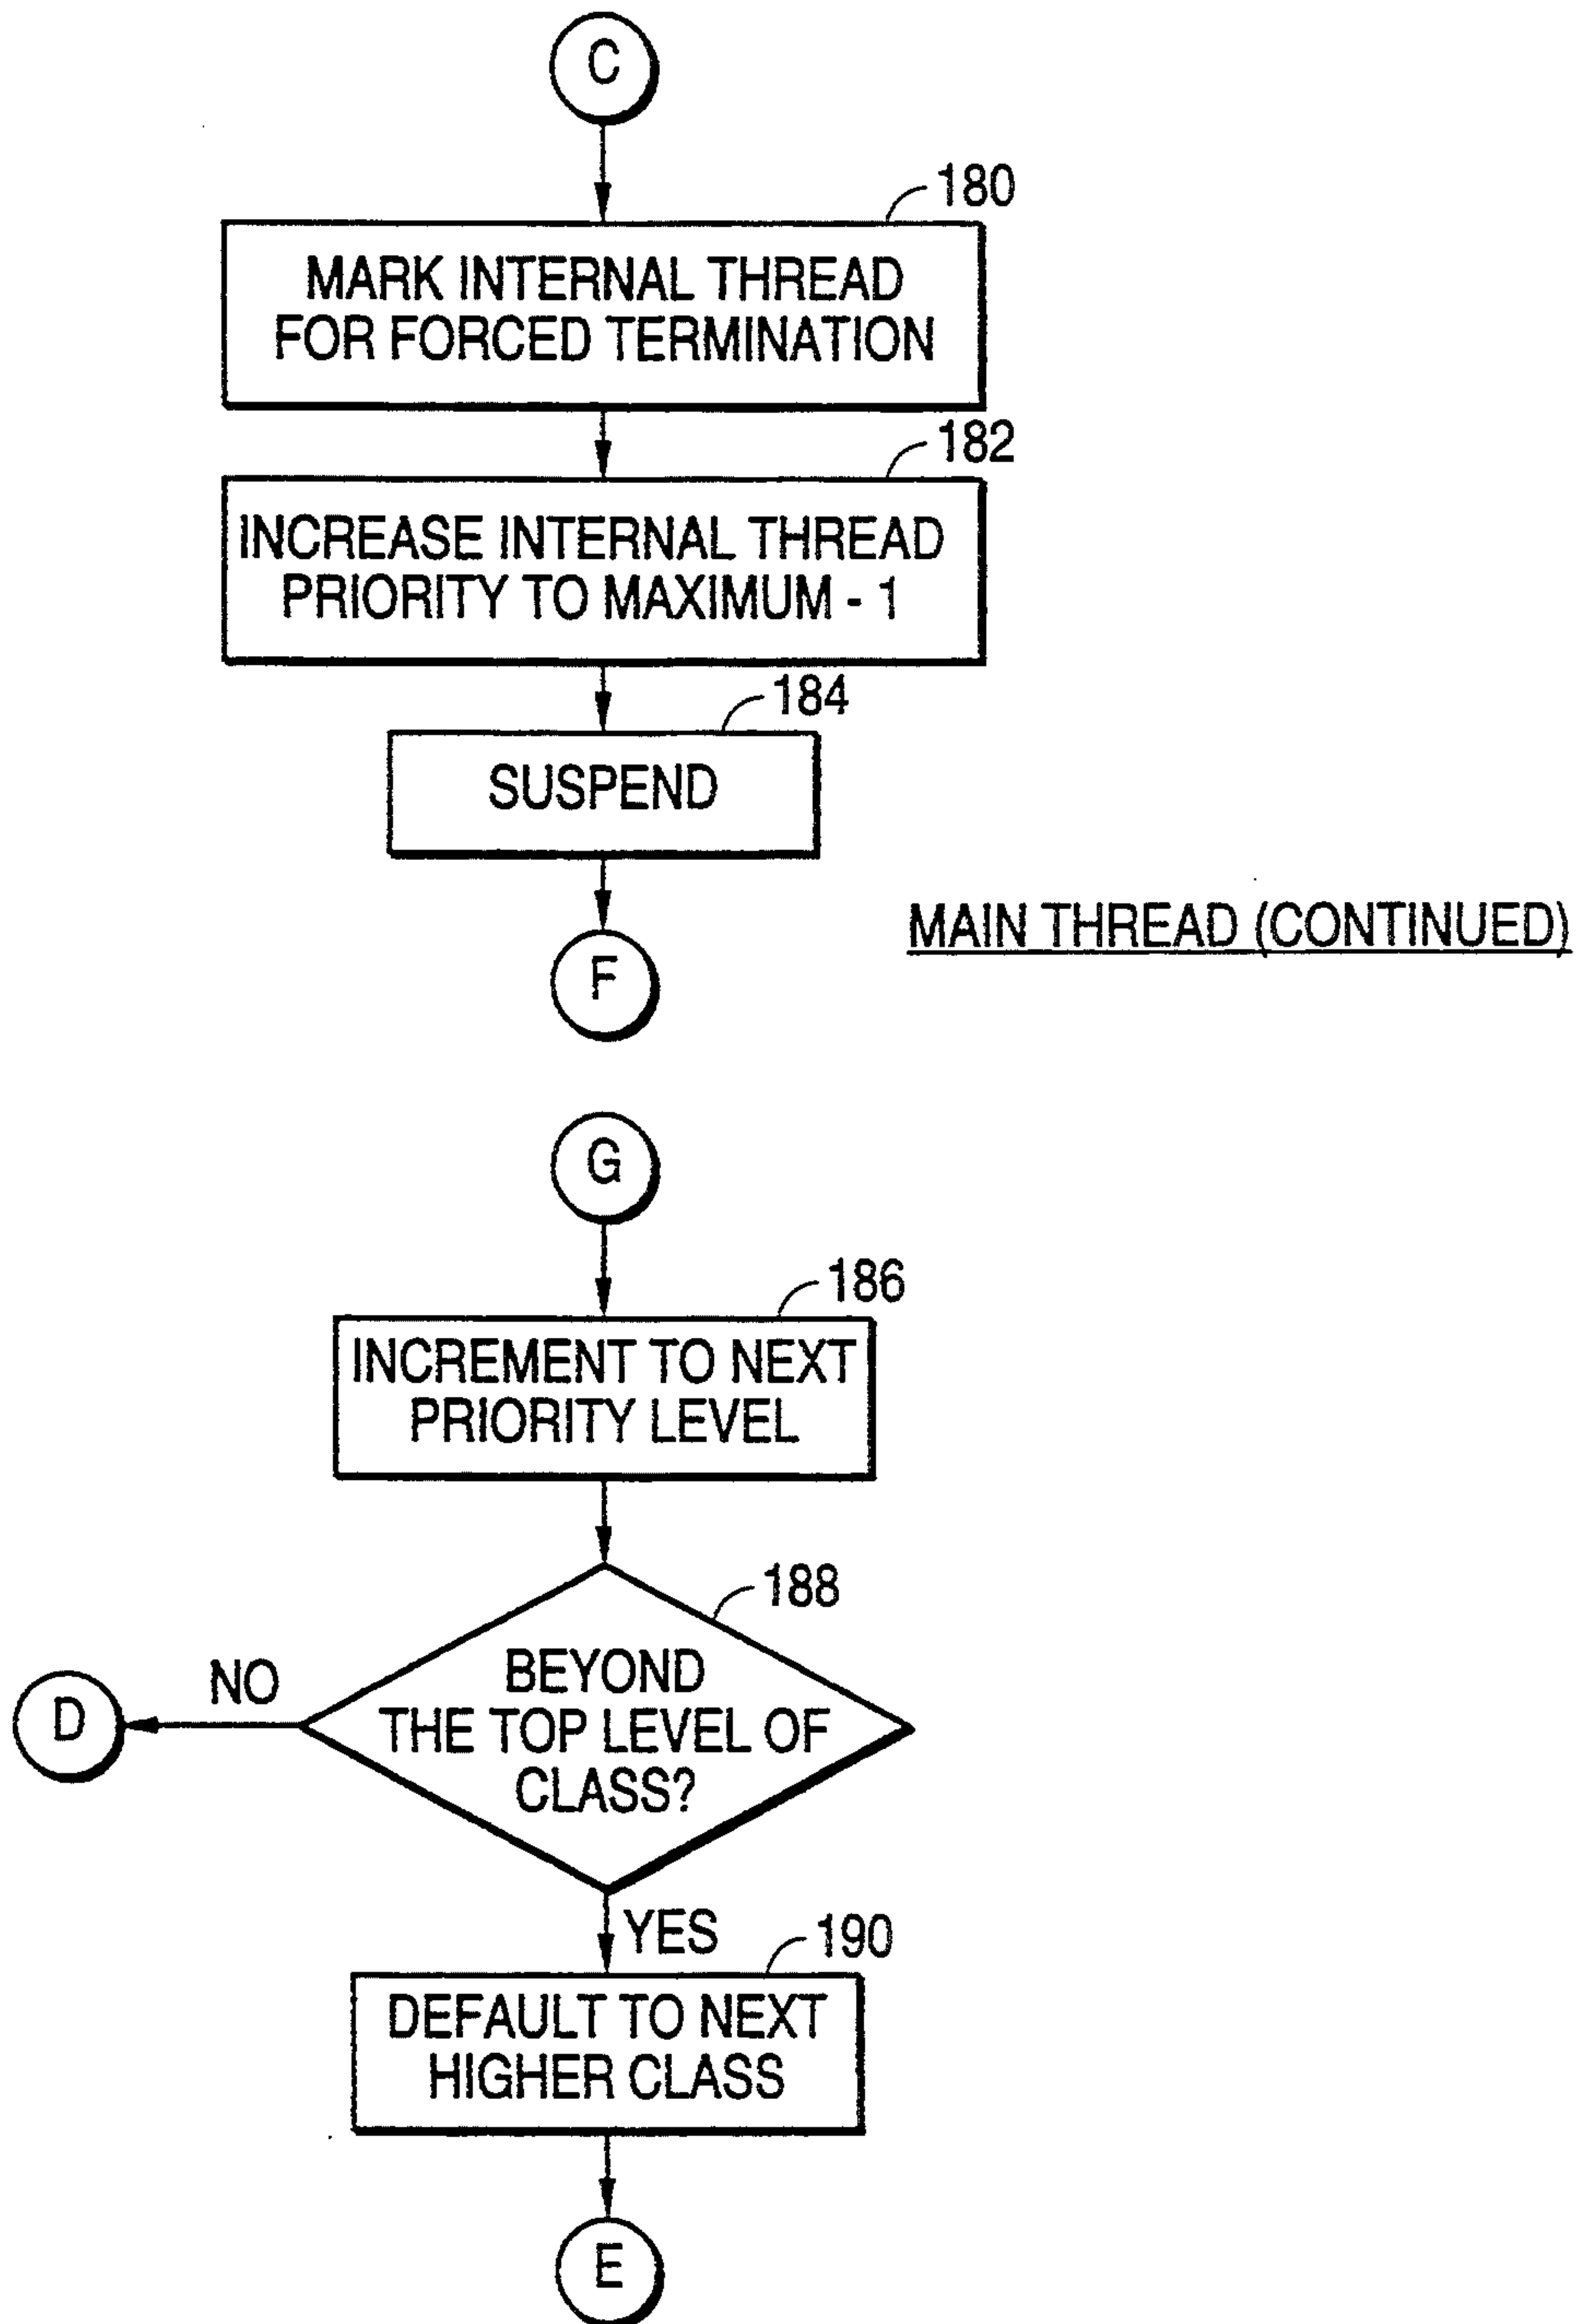 C
180
MARK INTERNAL THREAD
FOR FORCED TERMINATION
182
INCREASE INTERNAL THREAD
PRIORITY TO MAXIMUM - 1
184
SUSPEND
MAIN THREAD (CONTINUED)
F
G
186
INCREMENT TO NEXT
PRIORITY LEVEL
188
BEYOND
THE TOP LEVEL OF
CLASS?
NO
D
YES
190
DEFAULT TO NEXT
HIGHER CLASS
E